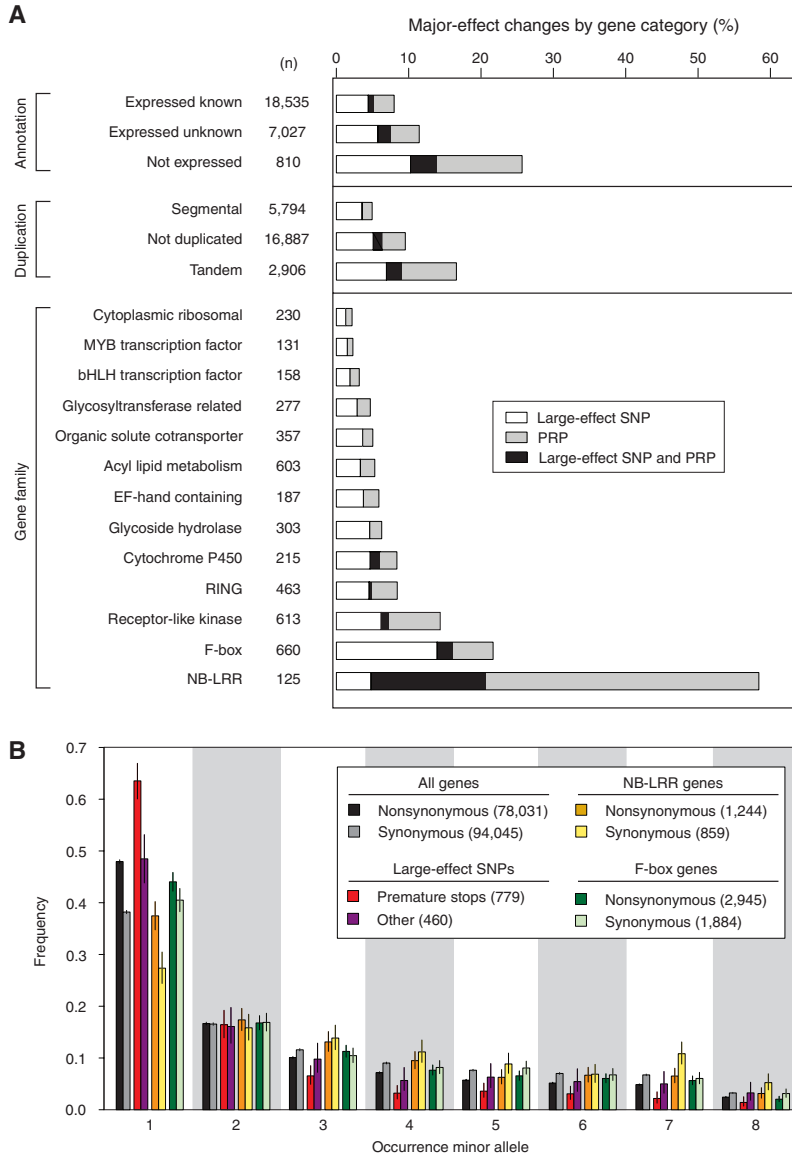 A
Major-effect changes by gene category (%)
(n)
0 10 20 30 40 50 60
Annotation
Expressed known 18,535
Expressed unknown 7,027
Not expressed 810
Duplication
Segmental 5,794
Not duplicated 16,887
Tandem 2,906
Gene family
Cytoplasmic ribosomal 230
MYB transcription factor 131
bHLH transcription factor 158
Glycosyltransferase related 277
Organic solute cotransporter 357
Acyl lipid metabolism 603
EF-hand containing 187
Glycoside hydrolase 303
Cytochrome P450 215
RING 463
Receptor-like kinase 613
F-box 660
NB-LRR 125
Large-effect SNP
PRP
Large-effect SNP and PRP
B
Frequency
0.7
0.6
0.5
0.4
0.3
0.2
0.1
0.0
All genes
Nonsynonymous (78,031)
Synonymous (94,045)
NB-LRR genes
Nonsynonymous (1,244)
Synonymous (859)
Large-effect SNPs
Premature stops (779)
Other (460)
F-box genes
Nonsynonymous (2,945)
Synonymous (1,884)
1 2 3 4 5 6 7 8
Occurrence minor allele